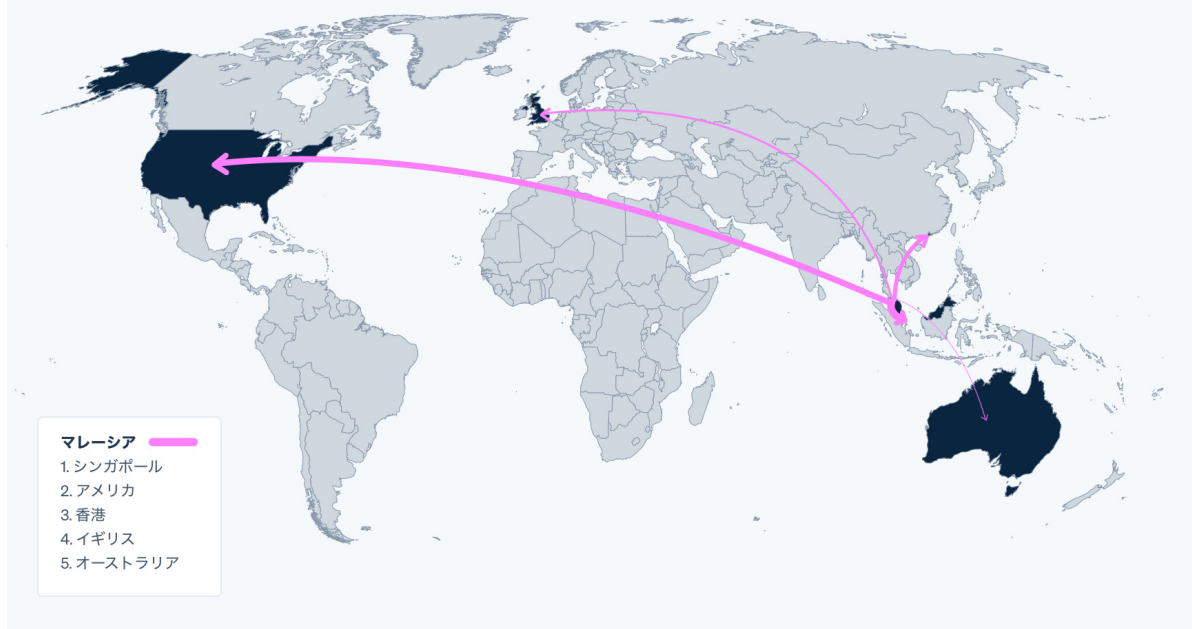 マレーシア
1. シンガポール
2. アメリカ
3. 香港
4. イギリス
5. オーストラリア